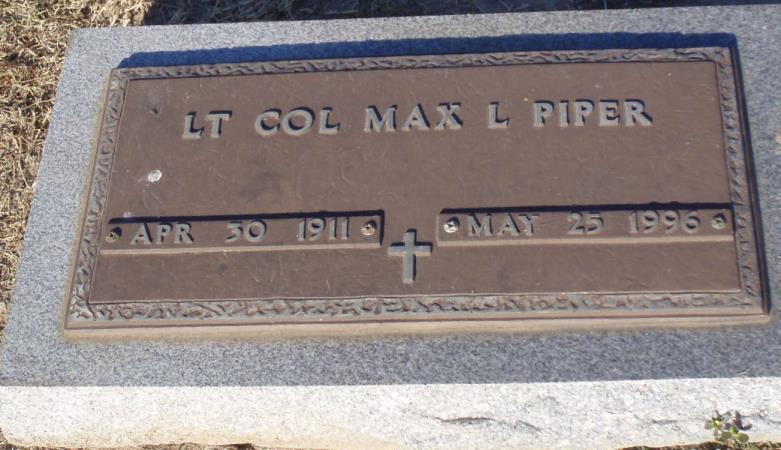 LT COL MAX L PIPER
APR 30 1911 MAY 25 1996